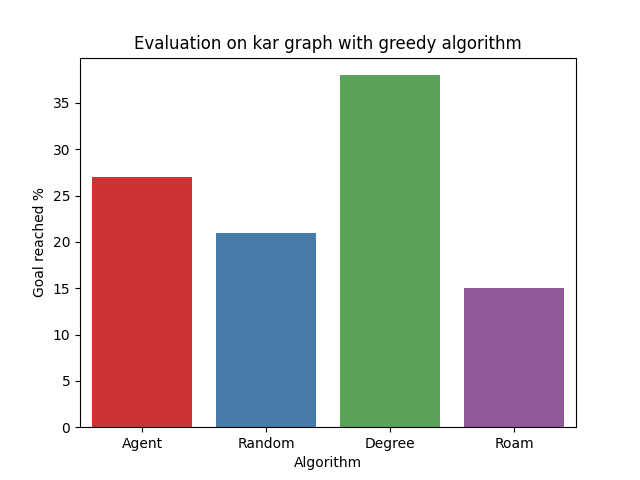 Evaluation on kar graph with greedy algorithm
Goal reached %
35
30
25
20
15
10
5
0
Agent Random Degree Roam
Algorithm